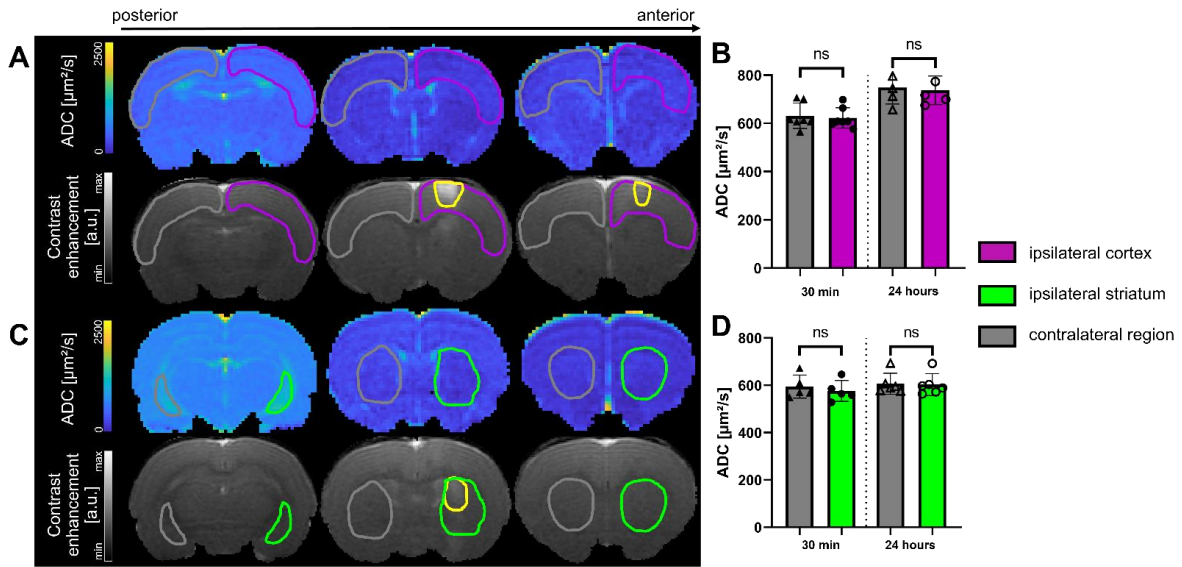 posterior
anterior
A
ADC [µm²/s]
2500
0
Contrast
enhancement
[a.u.]
max
min
B
ns
ns
800
600
400
200
0
ADC [µm²/s]
30 min
24 hours
ipsilateral cortex
ipsilateral striatum
contralateral region
C
ADC [µm²/s]
2500
0
Contrast
enhancement
[a.u.]
max
min
D
ns
ns
800
600
400
200
0
ADC [µm²/s]
30 min
24 hours